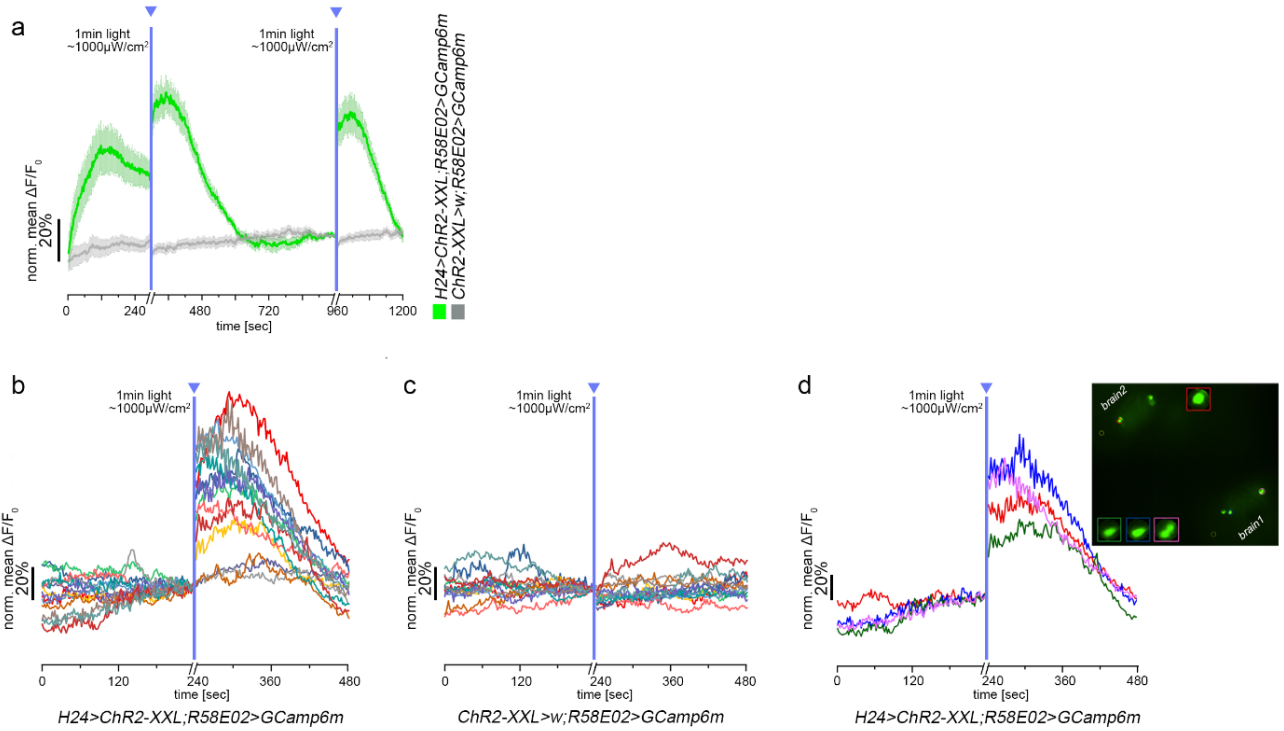 a
1min light
~1000µW/cm²
1min light
~1000µW/cm²
norm. mean ΔF/F₀
20%
0 240 480 720 960 1200
time [sec]
H24>ChR2-XXL;R58E02>GCamp6m
ChR2-XXL>w;R58E02>GCamp6m
b
1min light
~1000µW/cm²
norm. mean ΔF/F₀
20%
0 120 240 360 480
time [sec]
H24>ChR2-XXL;R58E02>GCamp6m
c
1min light
~1000µW/cm²
norm. mean ΔF/F₀
20%
0 120 240 360 480
time [sec]
ChR2-XXL>w;R58E02>GCamp6m
d
1min light
~1000µW/cm²
brain2
brain1
norm. mean ΔF/F₀
20%
0 120 240 360 480
time [sec]
H24>ChR2-XXL;R58E02>GCamp6m